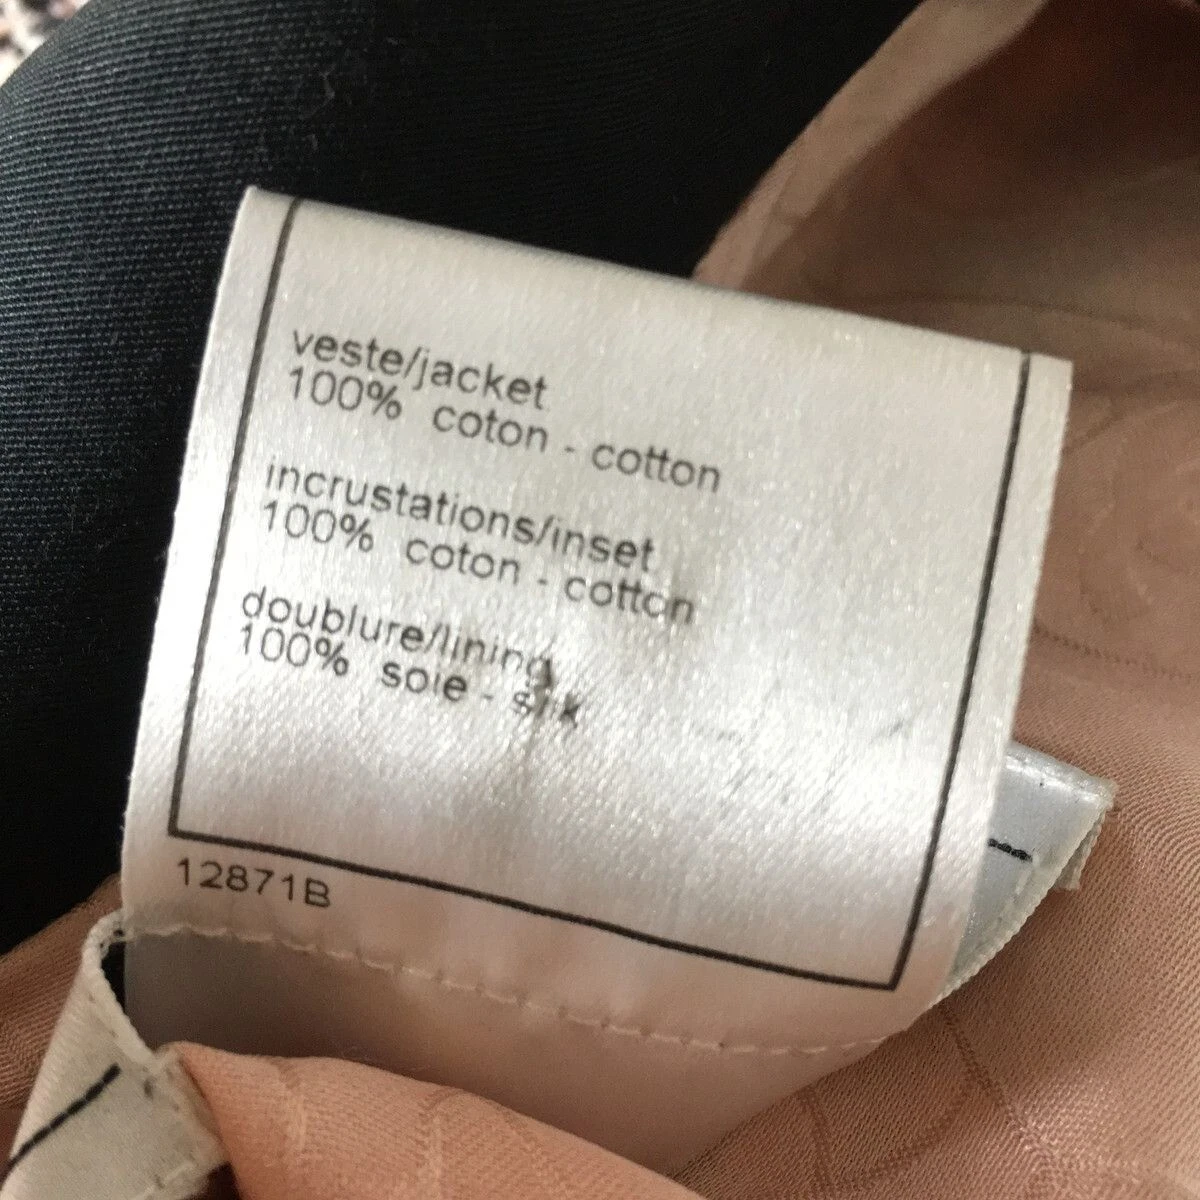 veste/jacket
100% coton - cotton
incrustations/inset
100% coton - cotton
doublure/lining
100% soie - silk
12871B